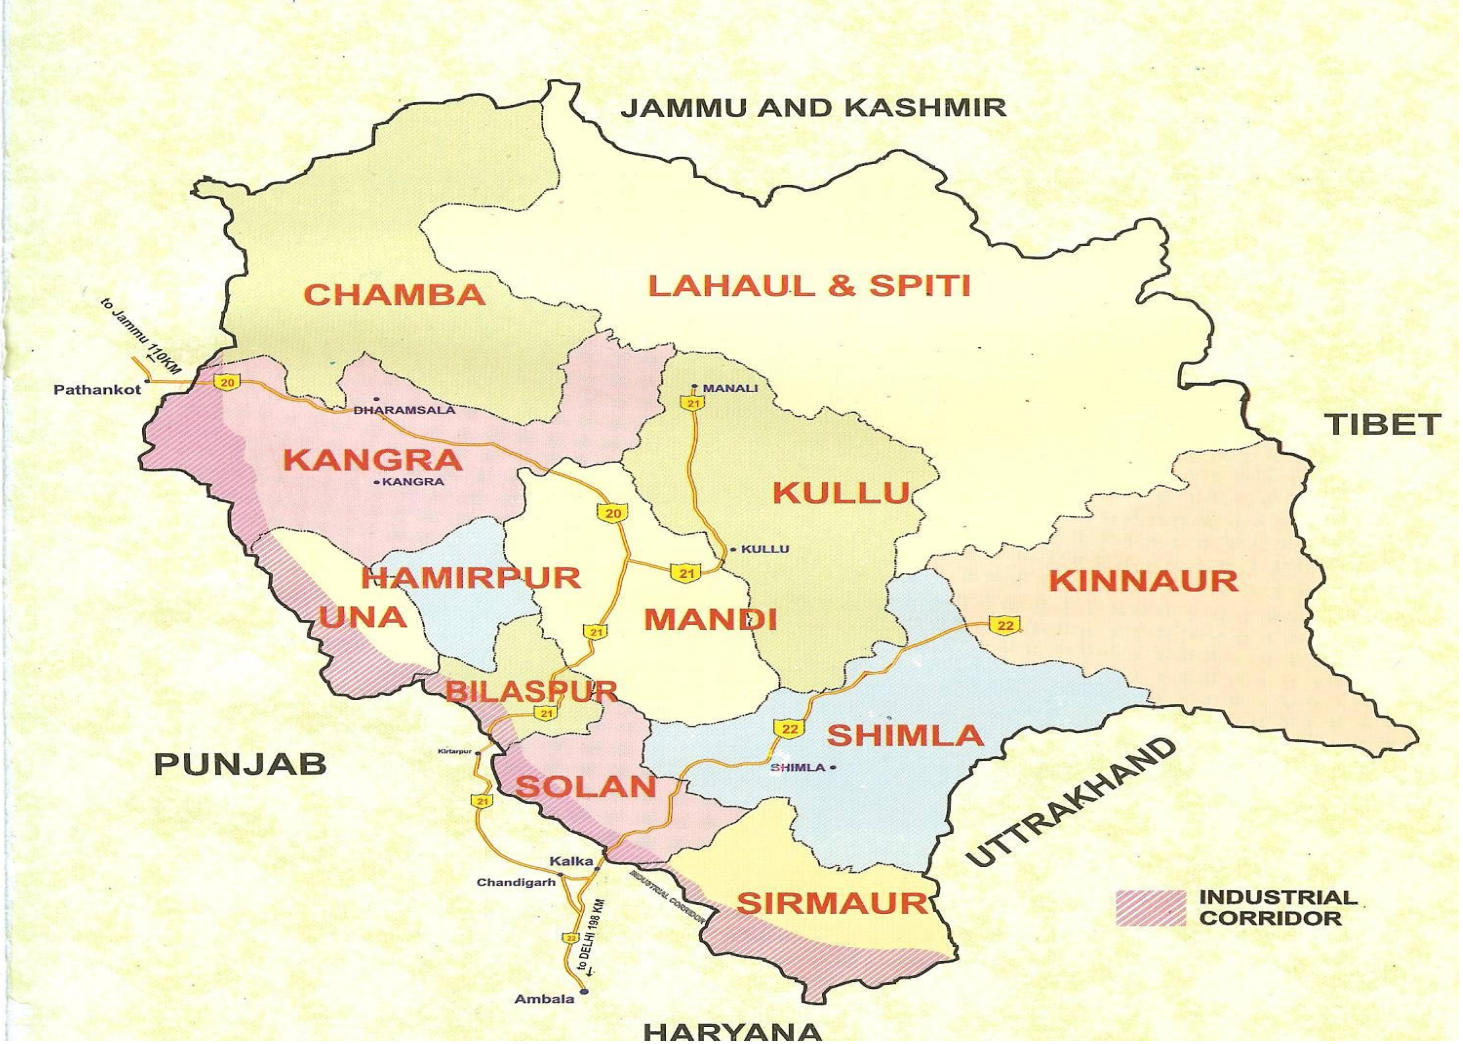 JAMMU AND KASHMIR
CHAMBA
LAHAUL & SPITI
to Jammu 110KM
Pathankot
20
DHARAMSALA
MANALI
21
TIBET
KANGRA
KANGRA
KULLU
20
KULLU
21
HAMIRPUR
UNA
MANDI
21
KINNAUR
22
BILASPUR
21
22
SHIMLA
SHIMLA
Kirtarpur
PUNJAB
SOLAN
21
UTTRAKHAND
Kalka
Chandigarh
INDUSTRIAL CORRIDOR
SIRMAUR
22
to DELHI 198 KM
Ambala
INDUSTRIAL
CORRIDOR
HARYANA